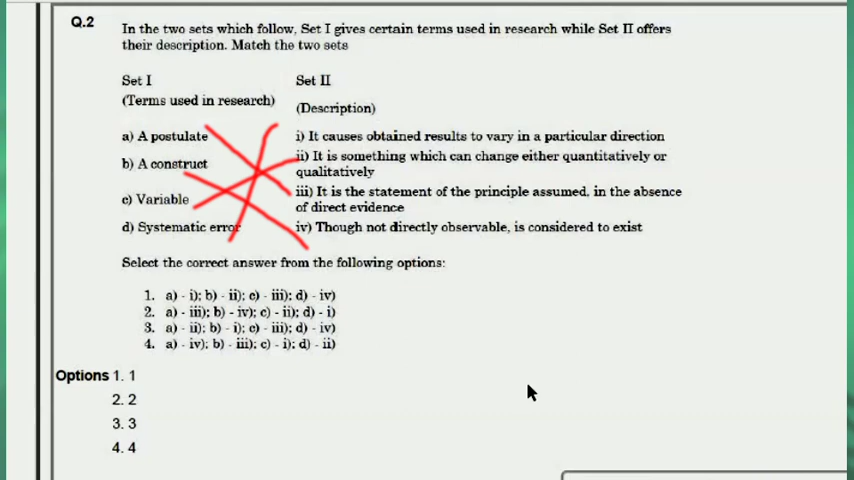 Q.2
In the two sets which follow, Set I gives certain terms used in research while Set II offers
their description. Match the two sets
Set I
Set II
(Terms used in research)
(Description)
a) A postulate
i) It causes obtained results to vary in a particular direction
b) A construct
ii) It is something which can change either quantitatively or
qualitatively
c) Variable
iii) It is the statement of the principle assumed, in the absence
of direct evidence
d) Systematic error
iv) Though not directly observable, is considered to exist
Select the correct answer from the following options:
1. a) - i); b) - ii); c) - iii); d) - iv)
2. a) - iii); b) - iv); c) - ii); d) - i)
3. a) - ii); b) - i); c) - iii); d) - iv)
4. a) - iv); b) - iii); c) - i); d) - ii)
Options 1. 1
2. 2
3. 3
4. 4